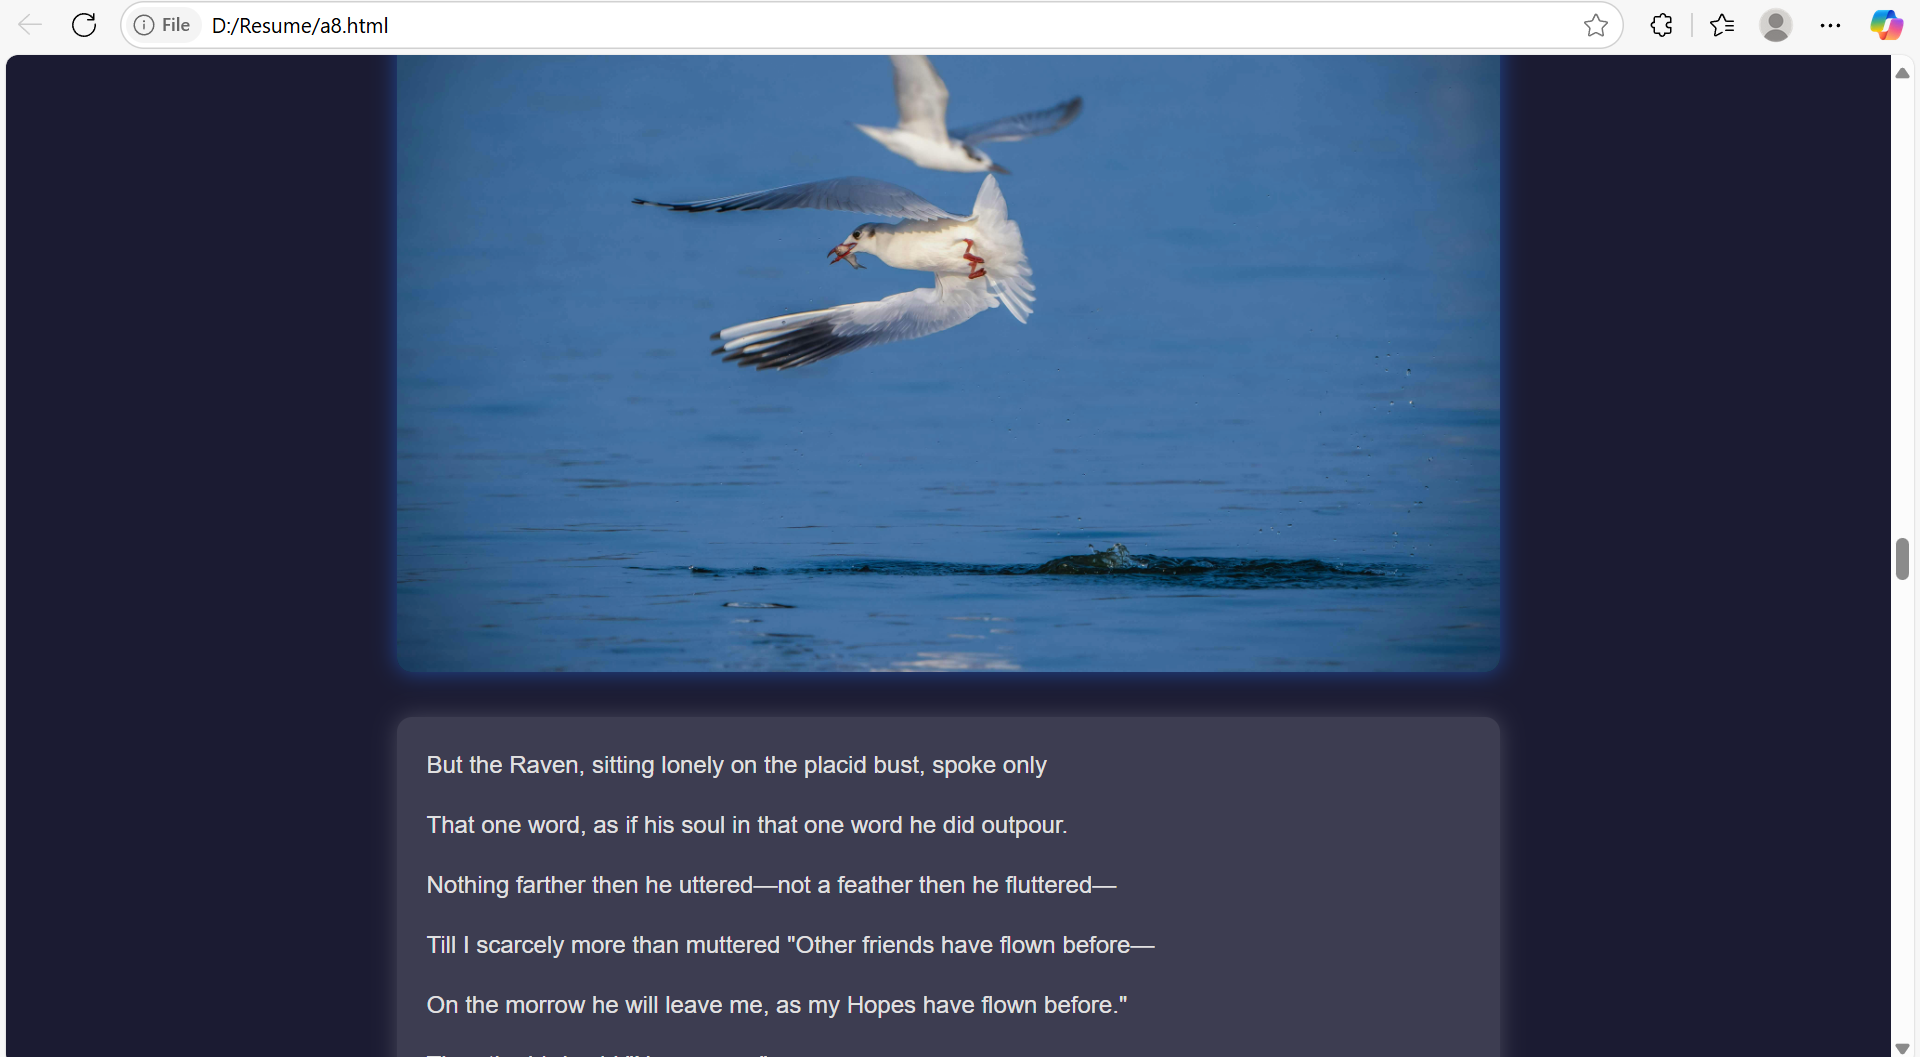 File
D:/Resume/a8.html
But the Raven, sitting lonely on the placid bust, spoke only
That one word, as if his soul in that one word he did outpour.
Nothing farther then he uttered—not a feather then he fluttered—
Till I scarcely more than muttered "Other friends have flown before—
On the morrow he will leave me, as my Hopes have flown before."